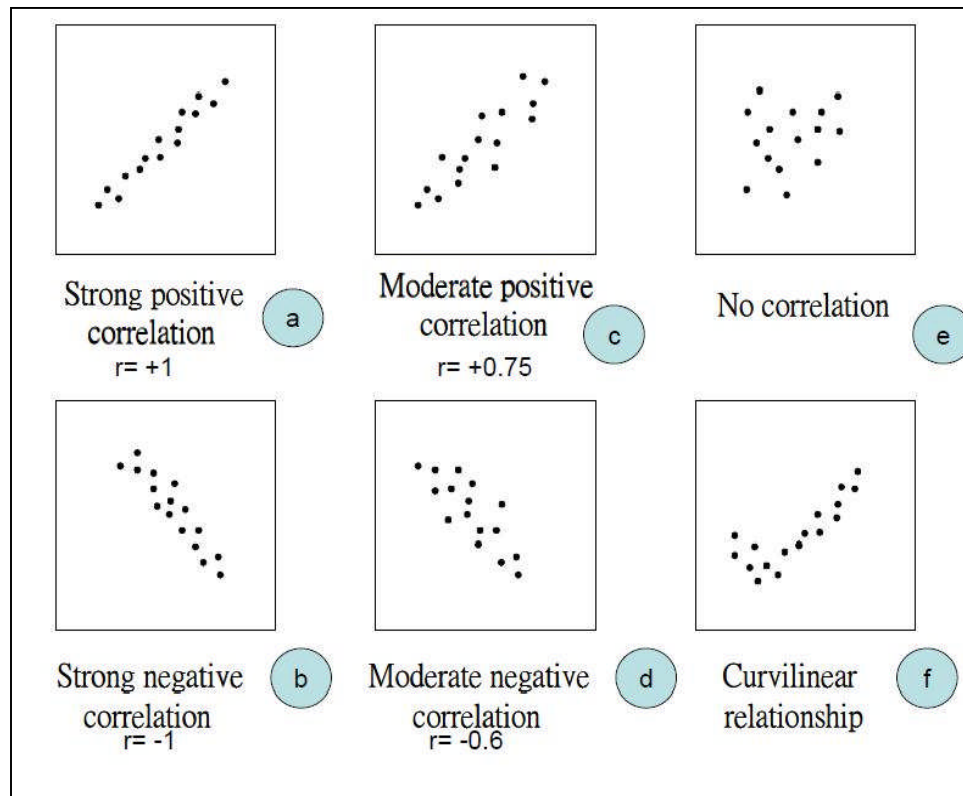 Strong positive
correlation
r= +1
a
Moderate positive
correlation
r= +0.75
c
No correlation
e
Strong negative
correlation
r= -1
b
Moderate negative
correlation
r= -0.6
d
Curvilinear
relationship
f